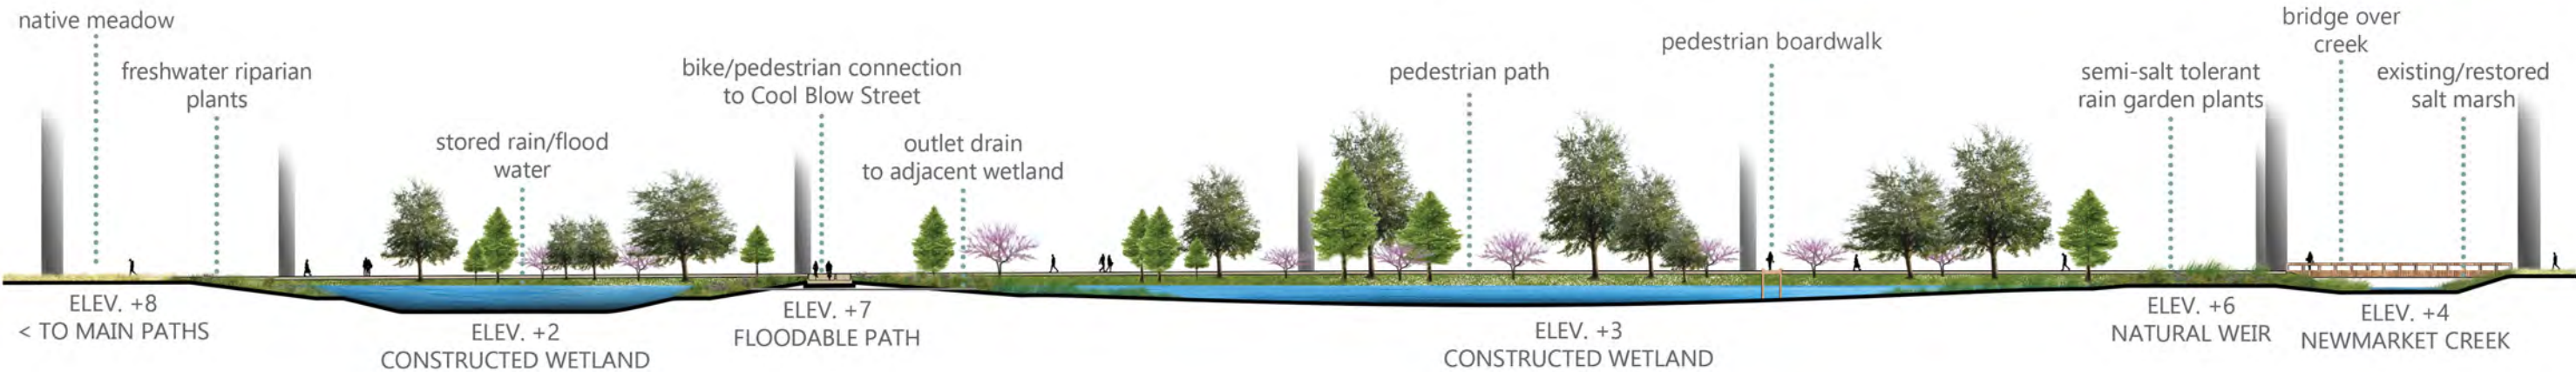 native meadow
freshwater riparian
plants
stored rain/flood
water
bike/pedestrian connection
to Cool Blow Street
outlet drain
to adjacent wetland
pedestrian path
pedestrian boardwalk
semi-salt tolerant
rain garden plants
bridge over
creek
existing/restored
salt marsh
ELEV. +8
< TO MAIN PATHS
ELEV. +2
CONSTRUCTED WETLAND
ELEV. +7
FLOODABLE PATH
ELEV. +3
CONSTRUCTED WETLAND
ELEV. +6
NATURAL WEIR
ELEV. +4
NEWMARKET CREEK